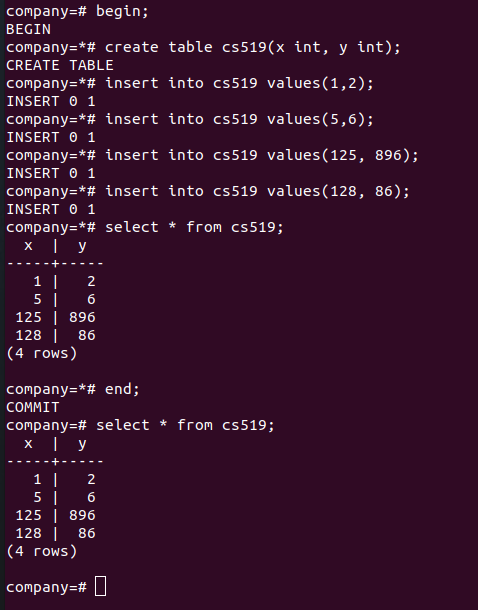 company=# begin;
BEGIN
company=*# create table cs519(x int, y int);
CREATE TABLE
company=*# insert into cs519 values(1,2);
INSERT 0 1
company=*# insert into cs519 values(5,6);
INSERT 0 1
company=*# insert into cs519 values(125, 896);
INSERT 0 1
company=*# insert into cs519 values(128, 86);
INSERT 0 1
company=*# select * from cs519;
  x  |  y
-----+-----
   1 |   2
   5 |   6
 125 | 896
 128 |  86
(4 rows)

company=*# end;
COMMIT
company=# select * from cs519;
  x  |  y
-----+-----
   1 |   2
   5 |   6
 125 | 896
 128 |  86
(4 rows)

company=#